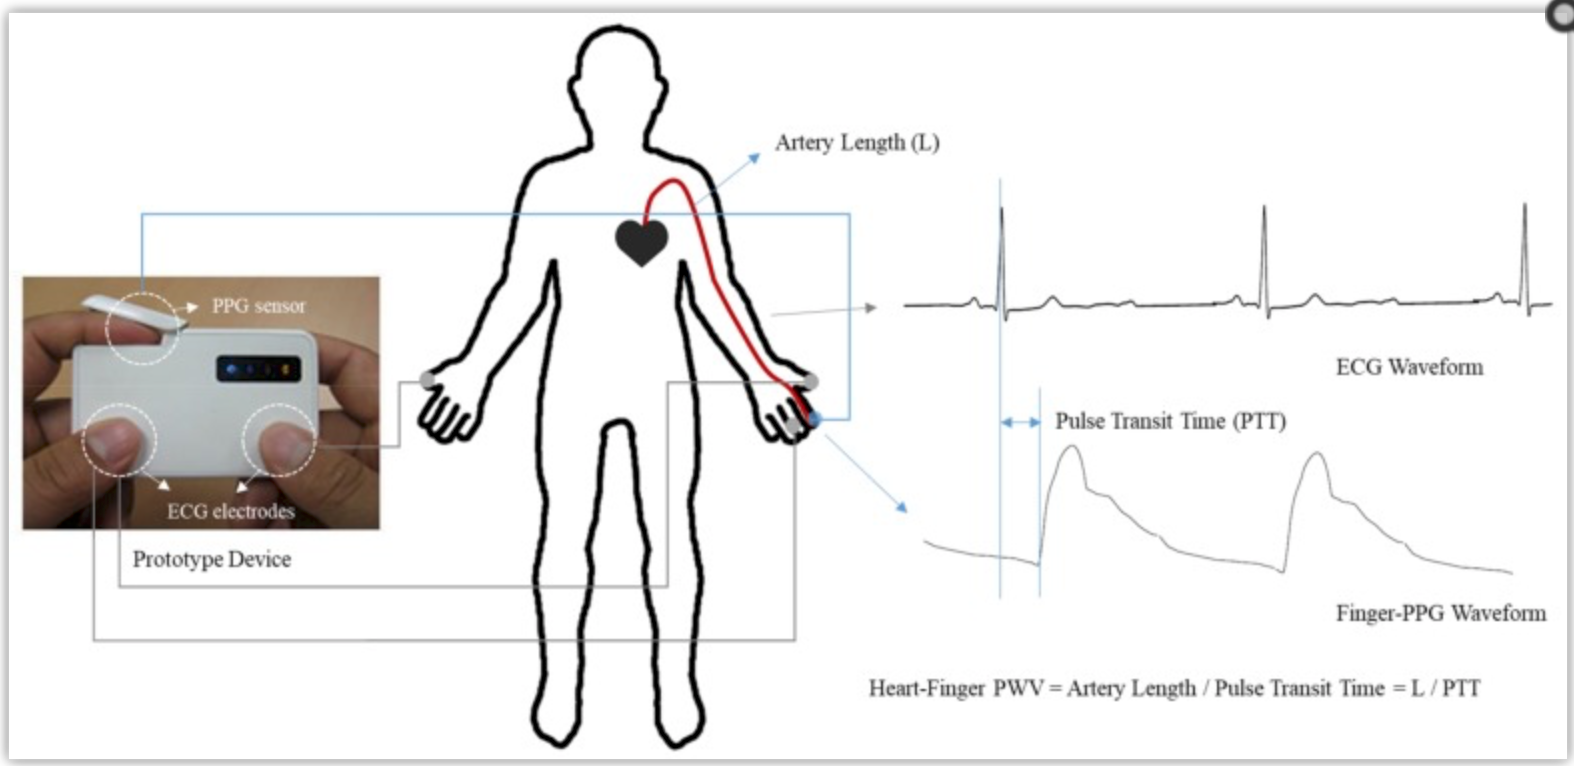 Artery Length (L)
PPG sensor
ECG electrodes
Prototype Device
ECG Waveform
Pulse Transit Time (PTT)
Finger-PPG Waveform
Heart-Finger PWV = Artery Length / Pulse Transit Time = L / PTT